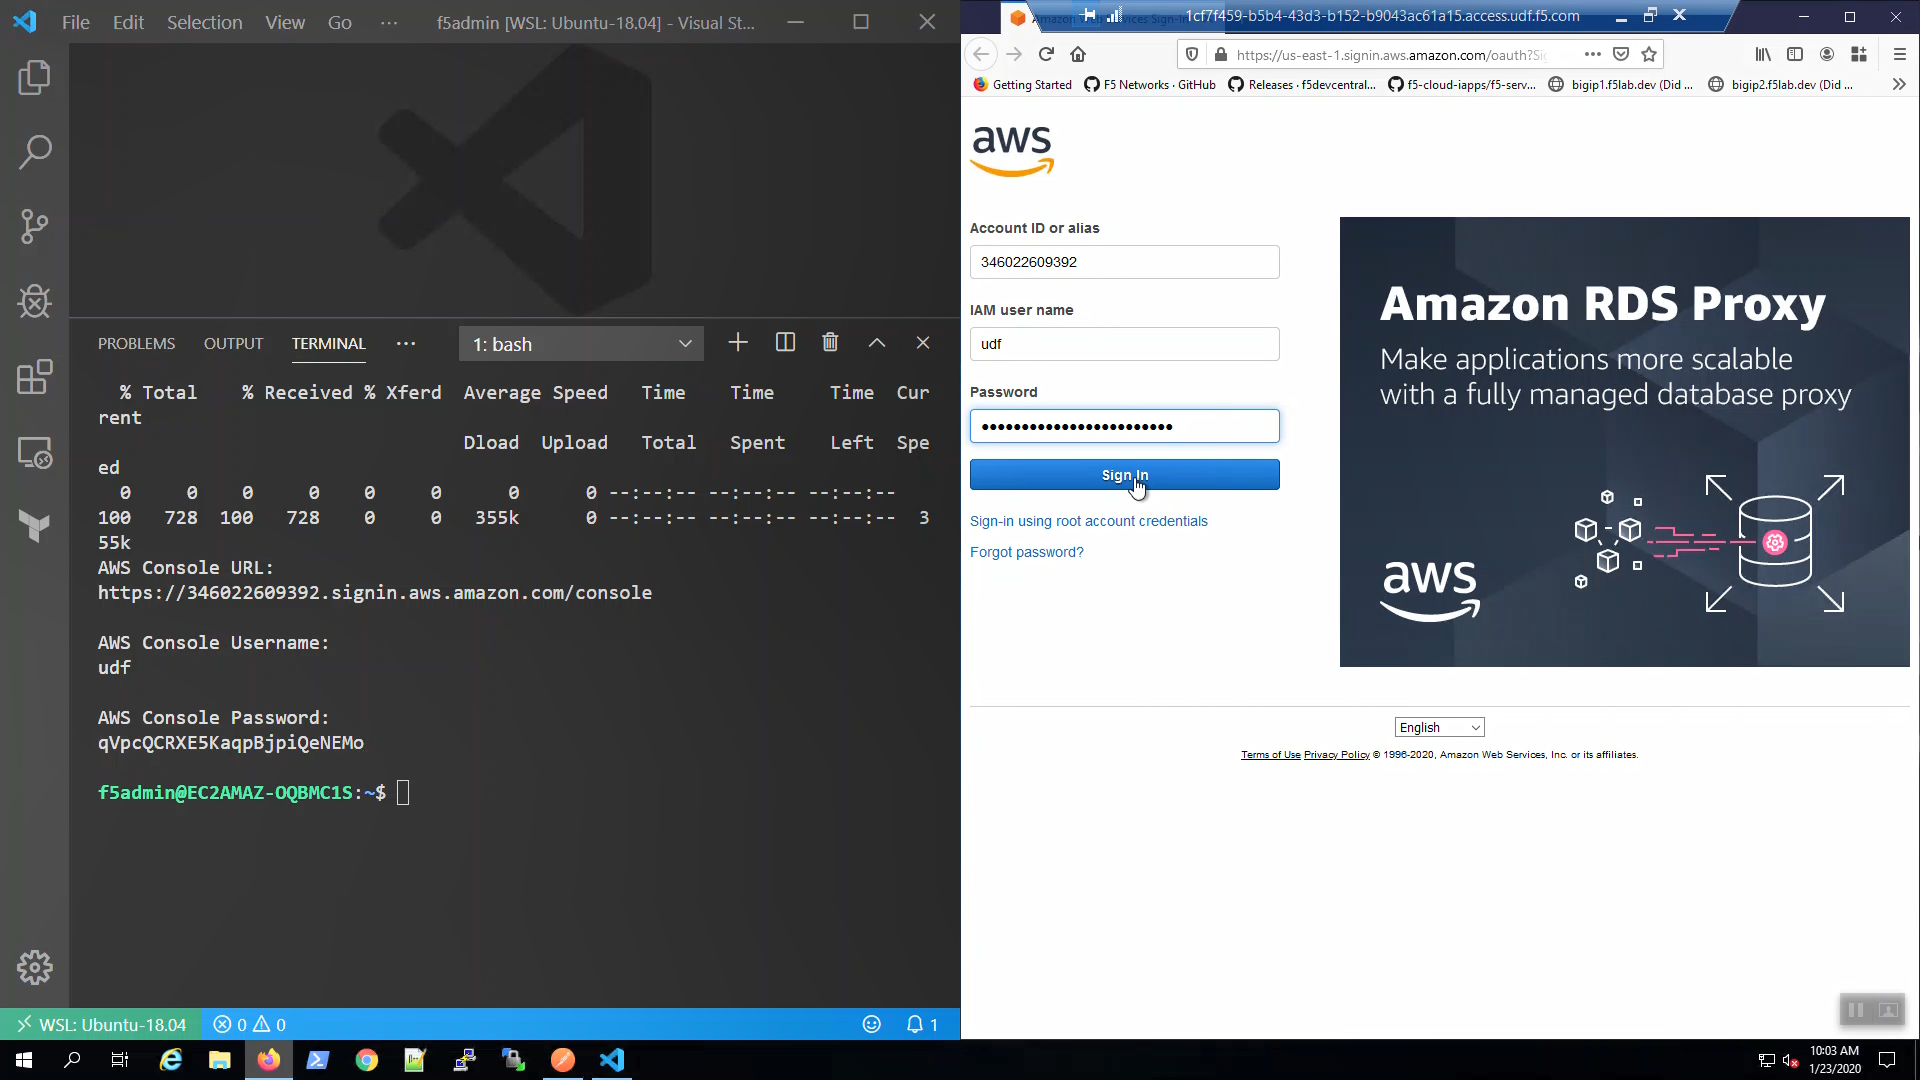 File Edit Selection View Go ··· f5admin [WSL: Ubuntu-18.04] - Visual St...
PROBLEMS OUTPUT TERMINAL ··· 1: bash
% Total % Received % Xferd Average Speed Time Time Time Cur
rent
Dload Upload Total Spent Left Spe
ed
0 0 0 0 0 0 0 0 --:--:-- --:--:-- --:--:--
100 728 100 728 0 0 355k 0 --:--:-- --:--:-- --:--:-- 3
55k
AWS Console URL:
https://346022609392.signin.aws.amazon.com/console
AWS Console Username:
udf
AWS Console Password:
qVpcQCRXE5KaqpBjpiQeNEMo
f5admin@EC2AMAZ-OQBMC1S:~$
WSL: Ubuntu-18.04 0 0 1
1cf7f459-b5b4-43d3-b152-b9043ac61a15.access.udf.f5.com
https://us-east-1.signin.aws.amazon.com/oauth?Si
Getting Started F5 Networks · GitHub Releases · f5devcentral... f5-cloud-iapps/f5-serv... bigip1.f5lab.dev (Did ... bigip2.f5lab.dev (Did ...
aws
Account ID or alias
346022609392
IAM user name
udf
Password
••••••••••••••••••••••••
Sign In
Sign-in using root account credentials
Forgot password?
Amazon RDS Proxy
Make applications more scalable
with a fully managed database proxy
aws
English
Terms of Use Privacy Policy © 1996-2020, Amazon Web Services, Inc. or its affiliates.
10:03 AM
1/23/2020